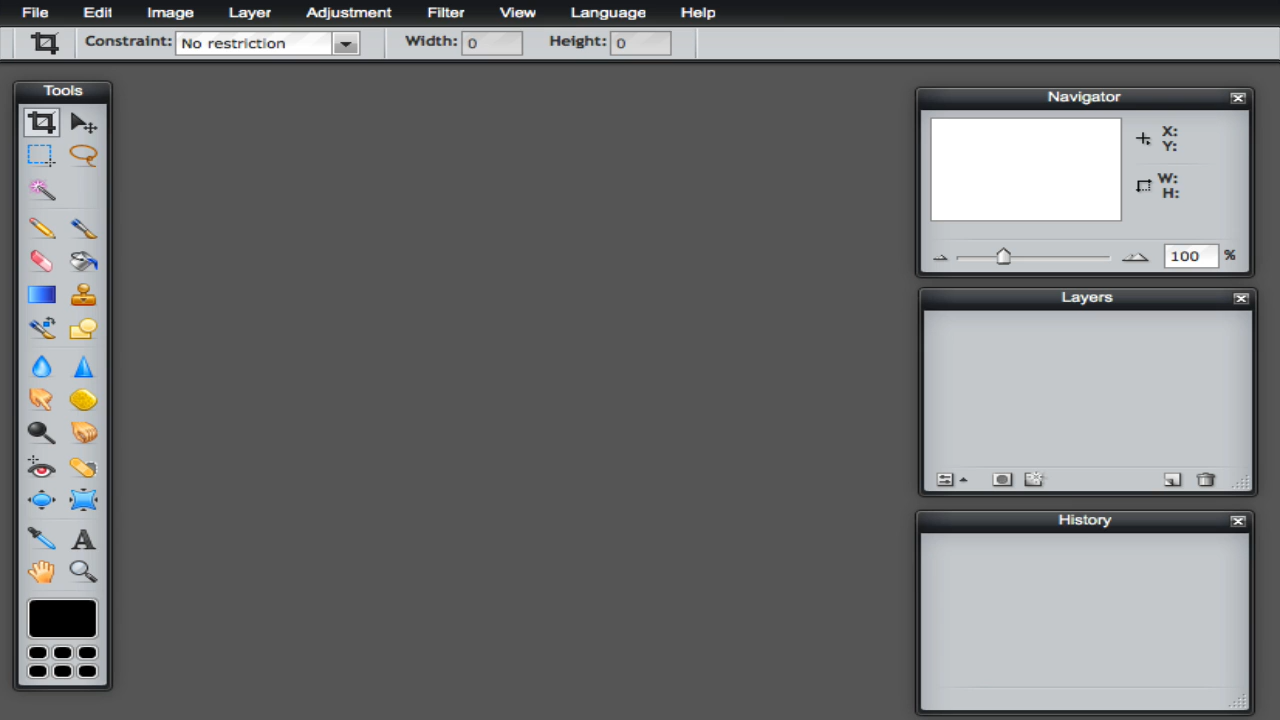 File Edit Image Layer Adjustment Filter View Language Help
Constraint: No restriction Width: 0 Height: 0
Tools
Navigator
X:
Y:
W:
H:
100 %
Layers
History